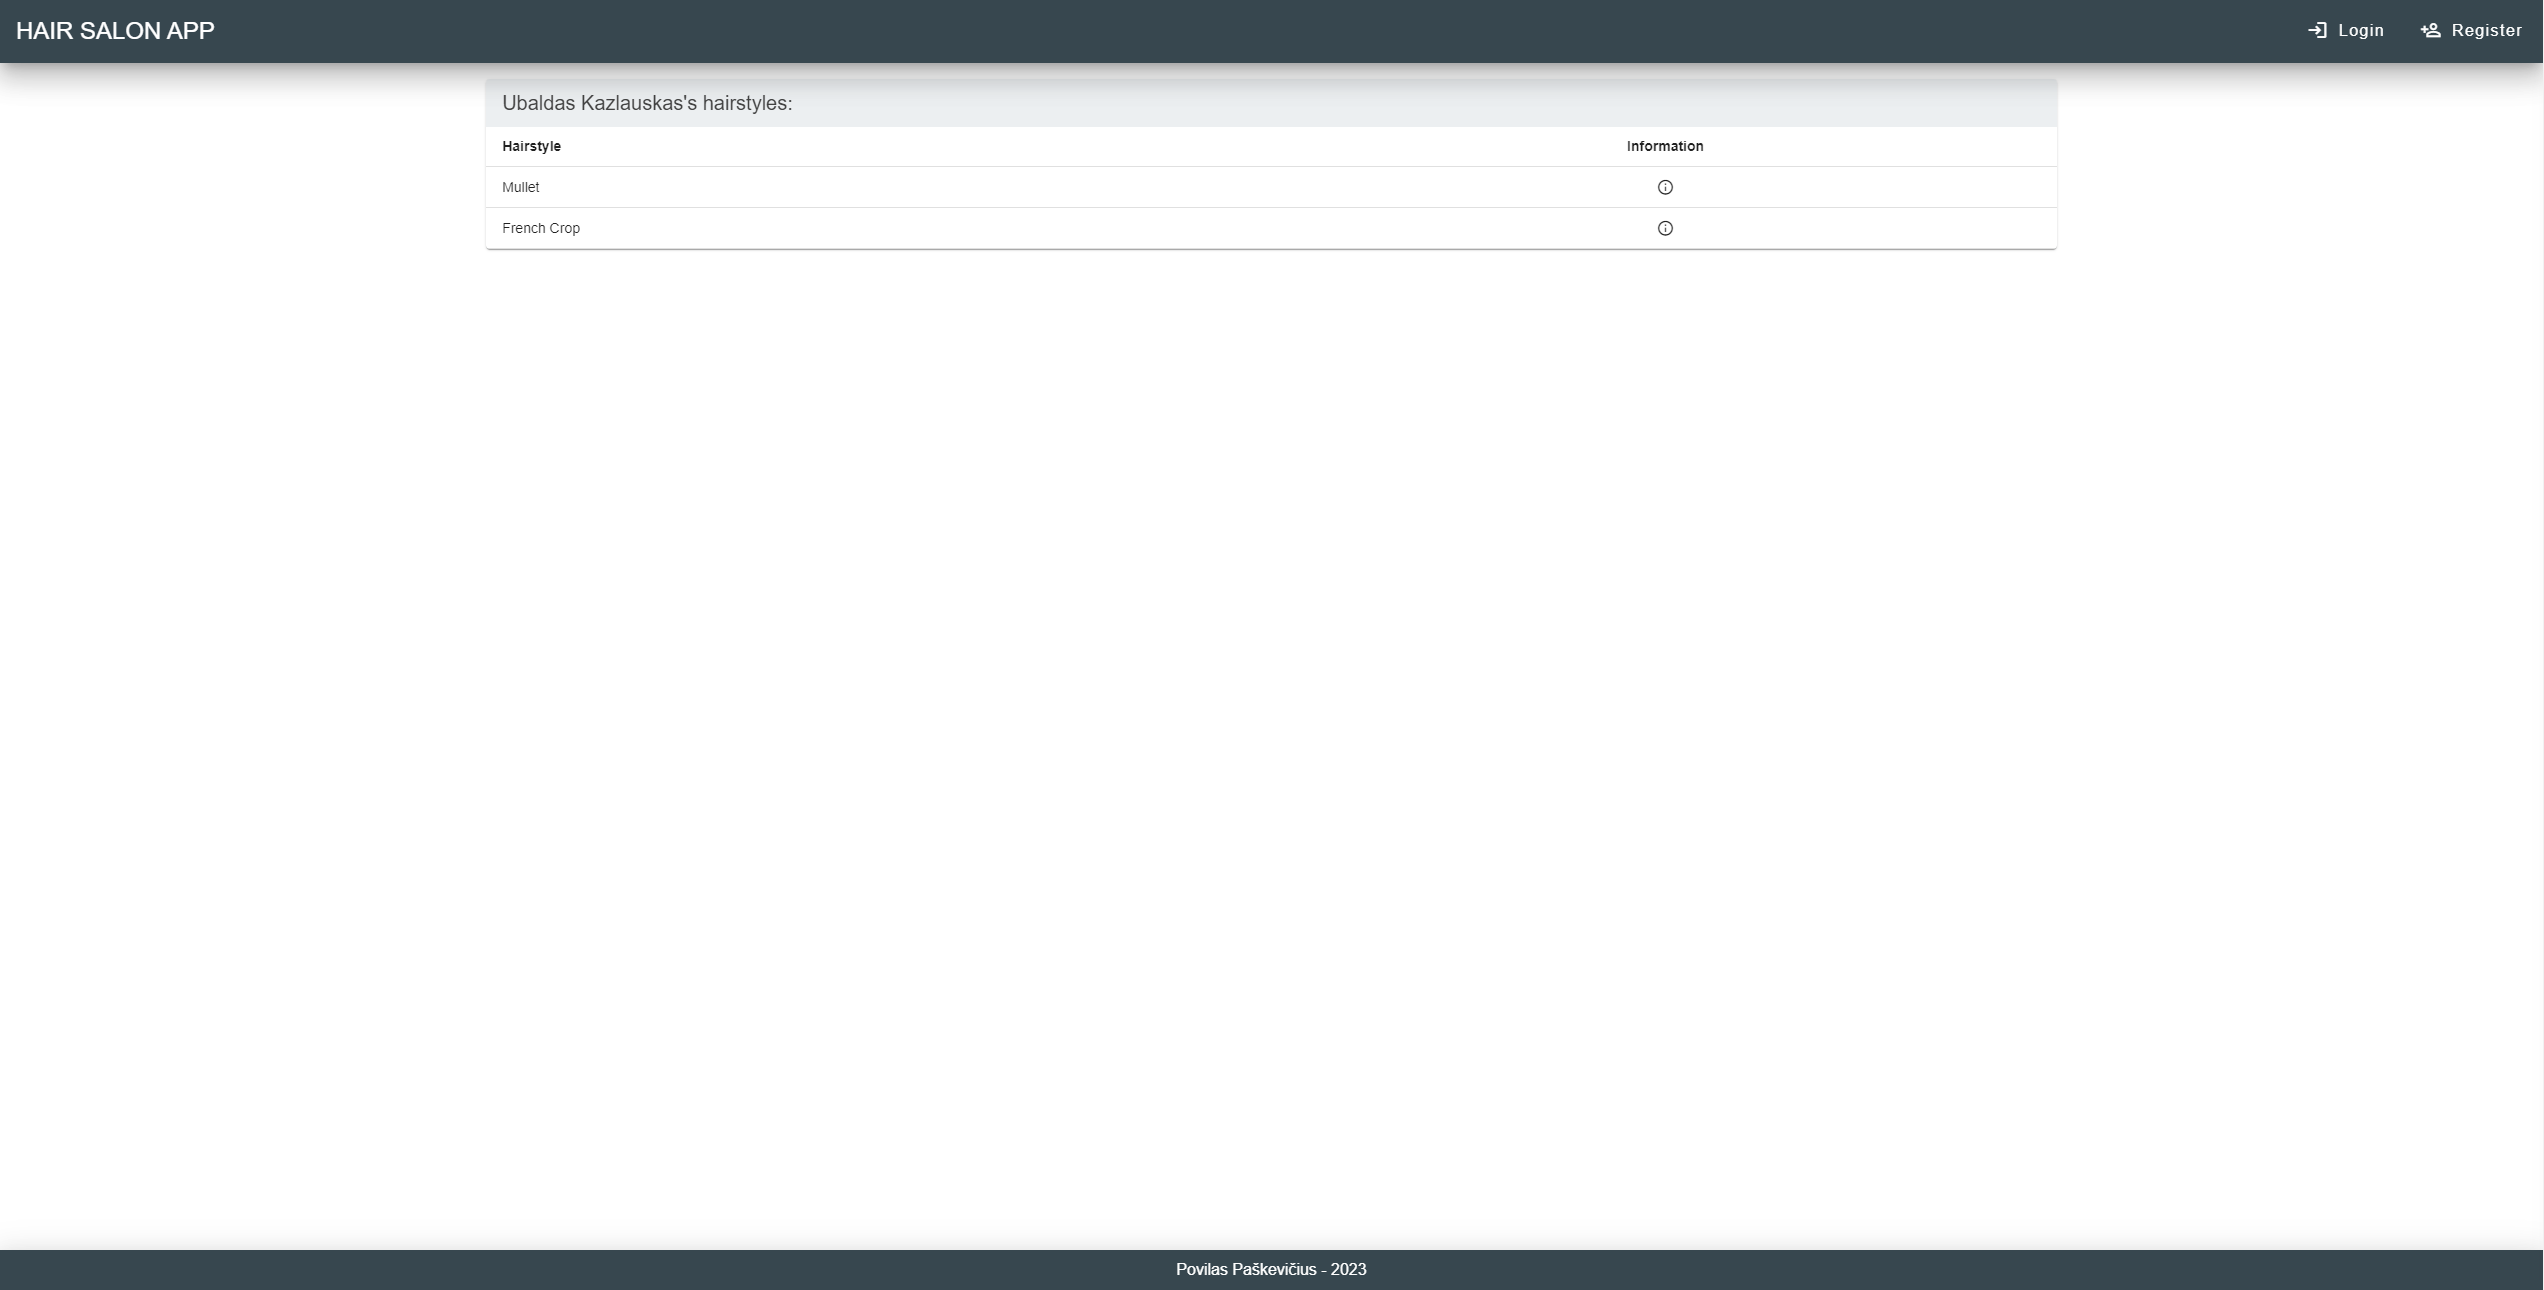 HAIR SALON APP
Login
Register
Ubaldas Kazlauskas's hairstyles:
Hairstyle Information
Mullet
French Crop
Povilas Paškevičius - 2023